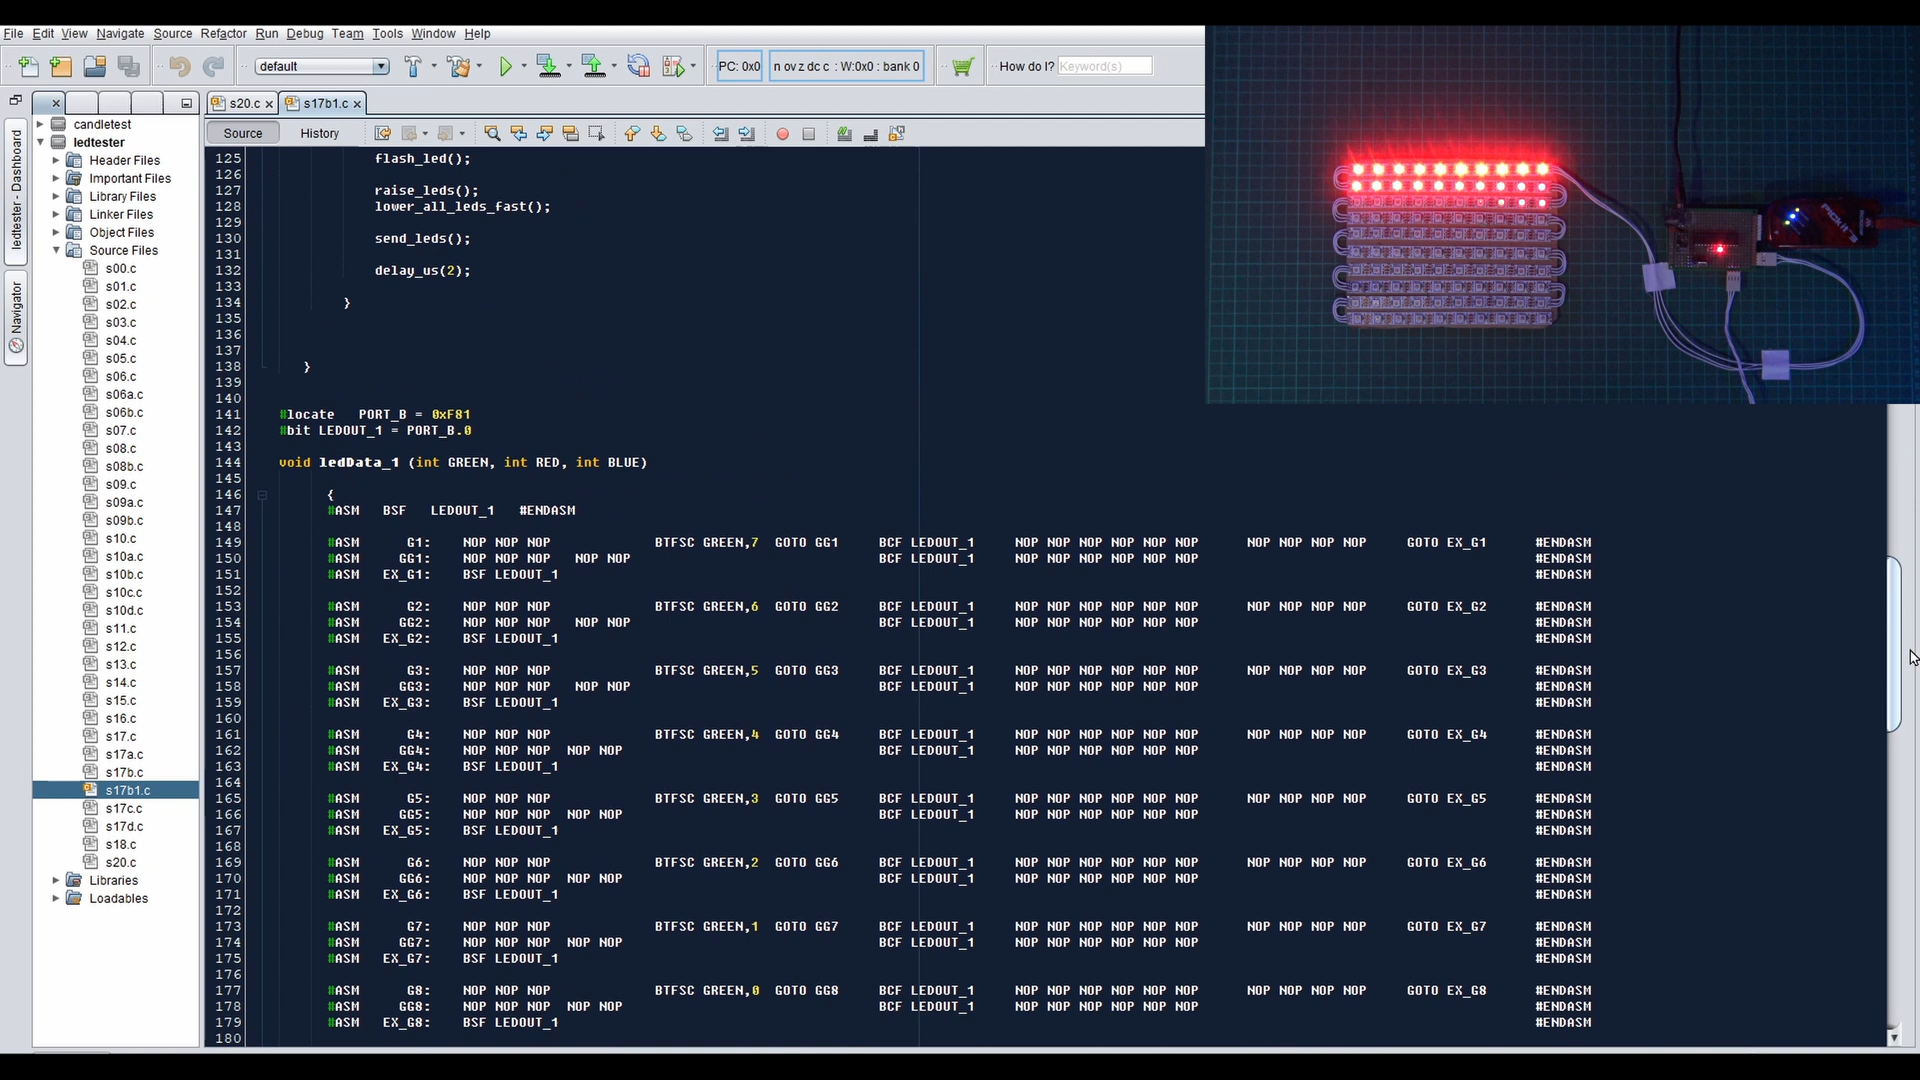 File Edit View Navigate Source Refactor Run Debug Team Tools Window Help
default PC: 0x0 n ov z dc c : W:0x0 : bank 0 How do I? Keyword(s)
s20.c s17b1.c
Source History
ledtester - Dashboard
Navigator
candletest
ledtester
Header Files
Important Files
Library Files
Linker Files
Object Files
Source Files
s00.c
s01.c
s02.c
s03.c
s04.c
s05.c
s06.c
s06a.c
s06b.c
s07.c
s08.c
s08b.c
s09.c
s09a.c
s09b.c
s10.c
s10a.c
s10b.c
s10c.c
s10d.c
s11.c
s12.c
s13.c
s14.c
s15.c
s16.c
s17.c
s17a.c
s17b.c
s17b1.c
s17c.c
s17d.c
s18.c
s20.c
Libraries
Loadables
125 flash_led();
126
127 raise_leds();
128 lower_all_leds_fast();
129
130 send_leds();
131
132 delay_us(2);
133
134 }
135
136
137
138 }
139
140
141 #locate PORT_B = 0xF81
142 #bit LEDOUT_1 = PORT_B.0
143
144 void ledData_1 (int GREEN, int RED, int BLUE)
145
146 {
147 #ASM BSF LEDOUT_1 #ENDASM
148
149 #ASM G1: NOP NOP NOP BTFSC GREEN,7 GOTO GG1 BCF LEDOUT_1 NOP NOP NOP NOP NOP NOP NOP NOP NOP NOP GOTO EX_G1 #ENDASM
150 #ASM GG1: NOP NOP NOP NOP NOP BCF LEDOUT_1 NOP NOP NOP NOP NOP NOP #ENDASM
151 #ASM EX_G1: BSF LEDOUT_1 #ENDASM
152
153 #ASM G2: NOP NOP NOP BTFSC GREEN,6 GOTO GG2 BCF LEDOUT_1 NOP NOP NOP NOP NOP NOP NOP NOP NOP NOP GOTO EX_G2 #ENDASM
154 #ASM GG2: NOP NOP NOP NOP NOP BCF LEDOUT_1 NOP NOP NOP NOP NOP NOP #ENDASM
155 #ASM EX_G2: BSF LEDOUT_1 #ENDASM
156
157 #ASM G3: NOP NOP NOP BTFSC GREEN,5 GOTO GG3 BCF LEDOUT_1 NOP NOP NOP NOP NOP NOP NOP NOP NOP NOP GOTO EX_G3 #ENDASM
158 #ASM GG3: NOP NOP NOP NOP NOP BCF LEDOUT_1 NOP NOP NOP NOP NOP NOP #ENDASM
159 #ASM EX_G3: BSF LEDOUT_1 #ENDASM
160
161 #ASM G4: NOP NOP NOP BTFSC GREEN,4 GOTO GG4 BCF LEDOUT_1 NOP NOP NOP NOP NOP NOP NOP NOP NOP NOP GOTO EX_G4 #ENDASM
162 #ASM GG4: NOP NOP NOP NOP NOP BCF LEDOUT_1 NOP NOP NOP NOP NOP NOP #ENDASM
163 #ASM EX_G4: BSF LEDOUT_1 #ENDASM
164
165 #ASM G5: NOP NOP NOP BTFSC GREEN,3 GOTO GG5 BCF LEDOUT_1 NOP NOP NOP NOP NOP NOP NOP NOP NOP NOP GOTO EX_G5 #ENDASM
166 #ASM GG5: NOP NOP NOP NOP NOP BCF LEDOUT_1 NOP NOP NOP NOP NOP NOP #ENDASM
167 #ASM EX_G5: BSF LEDOUT_1 #ENDASM
168
169 #ASM G6: NOP NOP NOP BTFSC GREEN,2 GOTO GG6 BCF LEDOUT_1 NOP NOP NOP NOP NOP NOP NOP NOP NOP NOP GOTO EX_G6 #ENDASM
170 #ASM GG6: NOP NOP NOP NOP NOP BCF LEDOUT_1 NOP NOP NOP NOP NOP NOP #ENDASM
171 #ASM EX_G6: BSF LEDOUT_1 #ENDASM
172
173 #ASM G7: NOP NOP NOP BTFSC GREEN,1 GOTO GG7 BCF LEDOUT_1 NOP NOP NOP NOP NOP NOP NOP NOP NOP NOP GOTO EX_G7 #ENDASM
174 #ASM GG7: NOP NOP NOP NOP NOP BCF LEDOUT_1 NOP NOP NOP NOP NOP NOP #ENDASM
175 #ASM EX_G7: BSF LEDOUT_1 #ENDASM
176
177 #ASM G8: NOP NOP NOP BTFSC GREEN,0 GOTO GG8 BCF LEDOUT_1 NOP NOP NOP NOP NOP NOP NOP NOP NOP NOP GOTO EX_G8 #ENDASM
178 #ASM GG8: NOP NOP NOP NOP NOP BCF LEDOUT_1 NOP NOP NOP NOP NOP NOP #ENDASM
179 #ASM EX_G8: BSF LEDOUT_1 #ENDASM
180